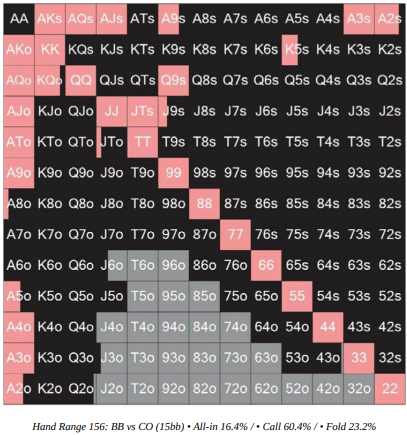 AA AKs AQs AJs ATs A9s A8s A7s A6s A5s A4s A3s A2s
AKo KK KQs KJs KTs K9s K8s K7s K6s K5s K4s K3s K2s
AQo KQo QQ QJs QTs Q9s Q8s Q7s Q6s Q5s Q4s Q3s Q2s
AJo KJo QJo JJ JTs J9s J8s J7s J6s J5s J4s J3s J2s
ATo KTo QTo JTo TT T9s T8s T7s T6s T5s T4s T3s T2s
A9o K9o Q9o J9o T9o 99 98s 97s 96s 95s 94s 93s 92s
A8o K8o Q8o J8o T8o 98o 88 87s 86s 85s 84s 83s 82s
A7o K7o Q7o J7o T7o 97o 87o 77 76s 75s 74s 73s 72s
A6o K6o Q6o J6o T6o 96o 86o 76o 66 65s 64s 63s 62s
A5o K5o Q5o J5o T5o 95o 85o 75o 65o 55 54s 53s 52s
A4o K4o Q4o J4o T4o 94o 84o 74o 64o 54o 44 43s 42s
A3o K3o Q3o J3o T3o 93o 83o 73o 63o 53o 43o 33 32s
A2o K2o Q2o J2o T2o 92o 82o 72o 62o 52o 42o 32o 22
Hand Range 156: BB vs CO (15bb) • All-in 16.4% / • Call 60.4% / • Fold 23.2%